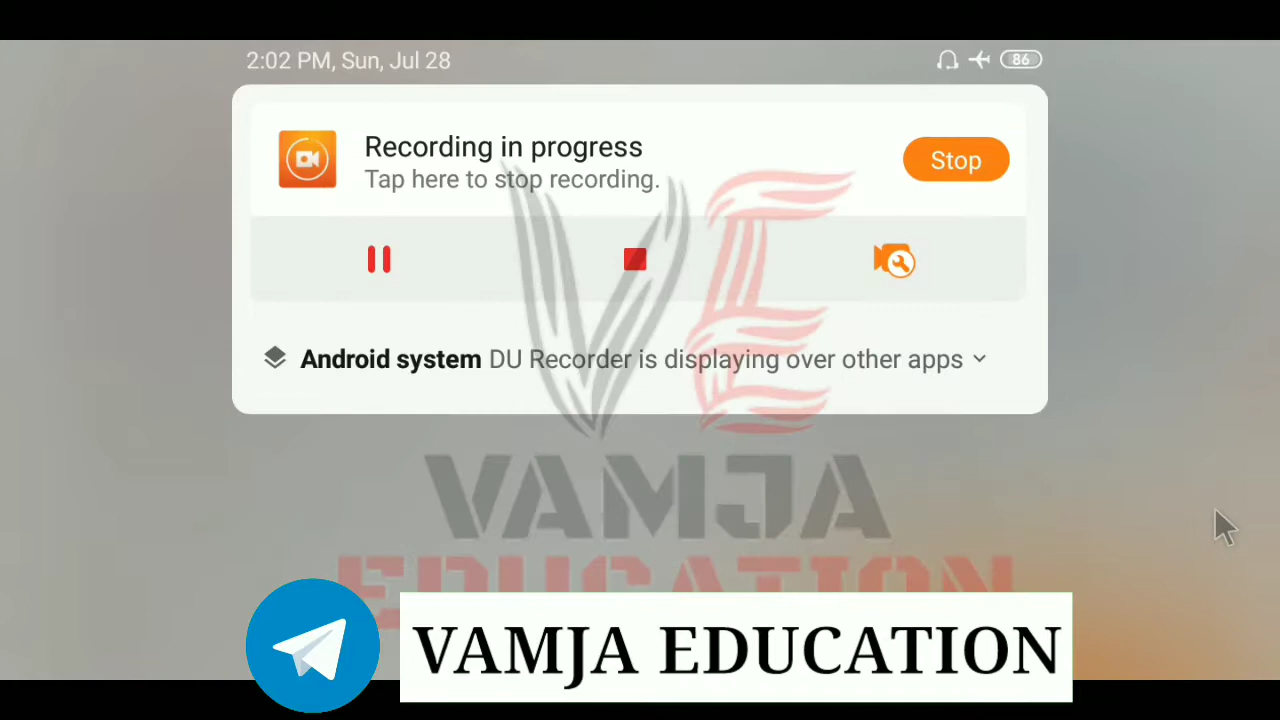 2:02 PM, Sun, Jul 28
86
Recording in progress
Tap here to stop recording.
Stop
Android system DU Recorder is displaying over other apps
VE
VAMJA
EDUCATION
VAMJA EDUCATION